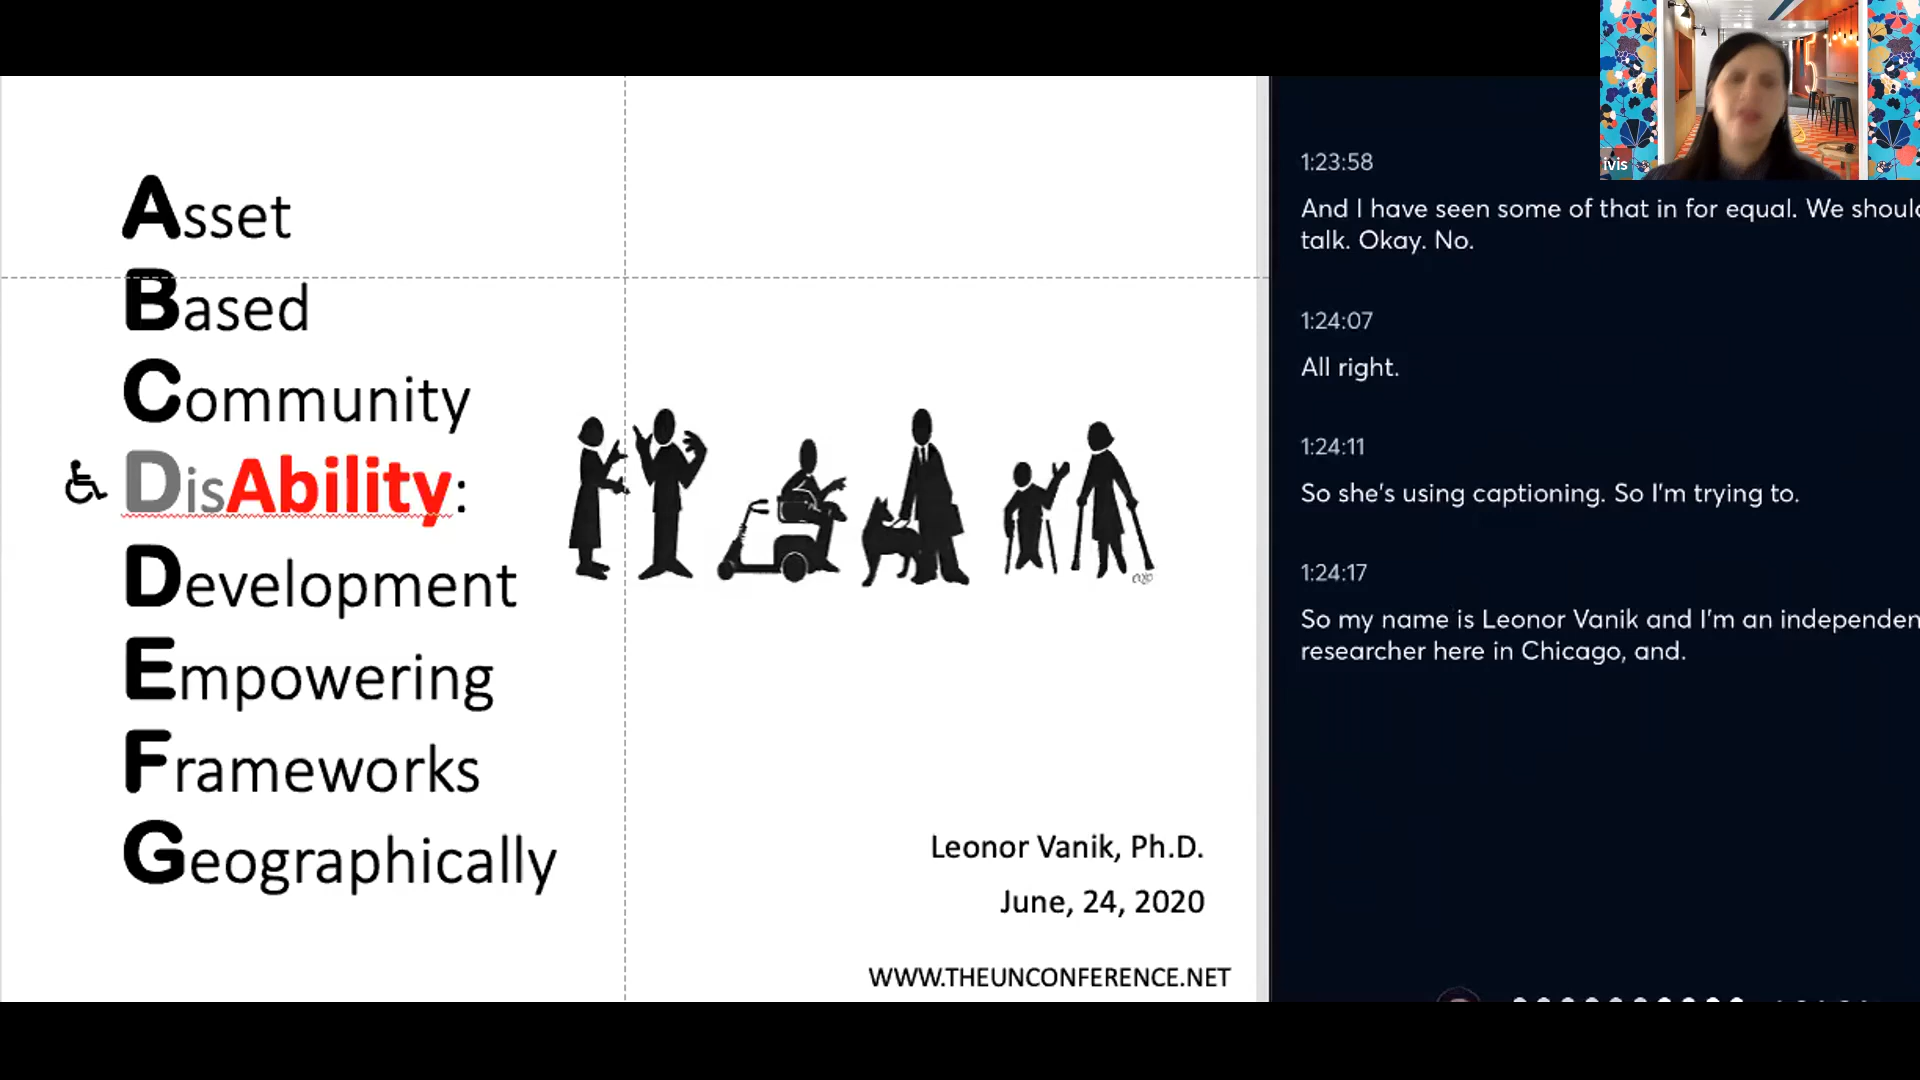 Asset
Based
Community
DisAbility:
Development
Empowering
Frameworks
Geographically
Leonor Vanik, Ph.D.
June, 24, 2020
WWW.THEUNCONFERENCE.NET
ivis
1:23:58
And I have seen some of that in for equal. We shoul
talk. Okay. No.
1:24:07
All right.
1:24:11
So she's using captioning. So I'm trying to.
1:24:17
So my name is Leonor Vanik and I'm an independen
researcher here in Chicago, and.